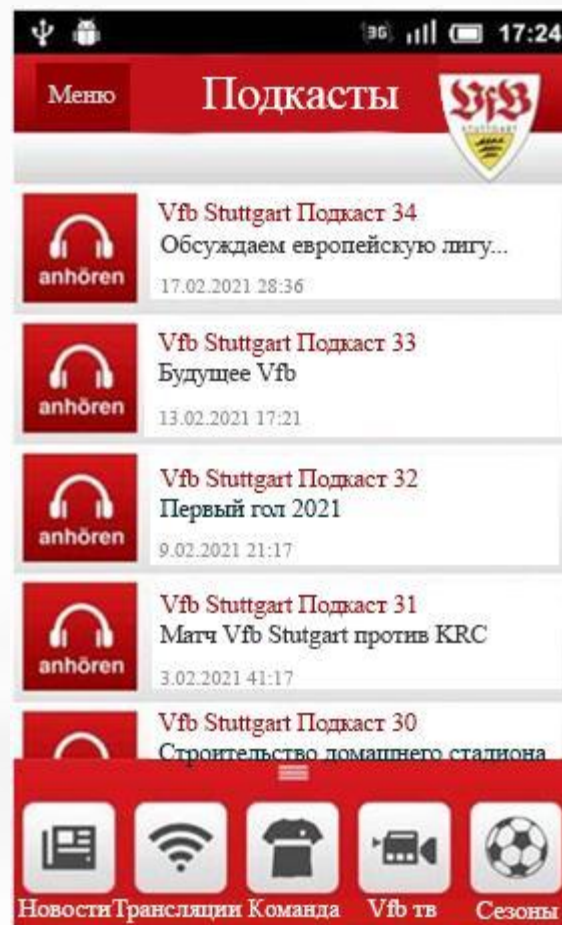 3G 17:24
Меню Подкасты
VfB
STUTTGART
anhören
Vfb Stuttgart Подкаст 34
Обсуждаем европейскую лигу...
17.02.2021 28:36
anhören
Vfb Stuttgart Подкаст 33
Будущее Vfb
13.02.2021 17:21
anhören
Vfb Stuttgart Подкаст 32
Первый гол 2021
9.02.2021 21:17
anhören
Vfb Stuttgart Подкаст 31
Матч Vfb Stutgart против KRC
3.02.2021 41:17
Vfb Stuttgart Подкаст 30
Строительство домашнего стадиона
Новости Трансляции Команда Vfb тв Сезоны